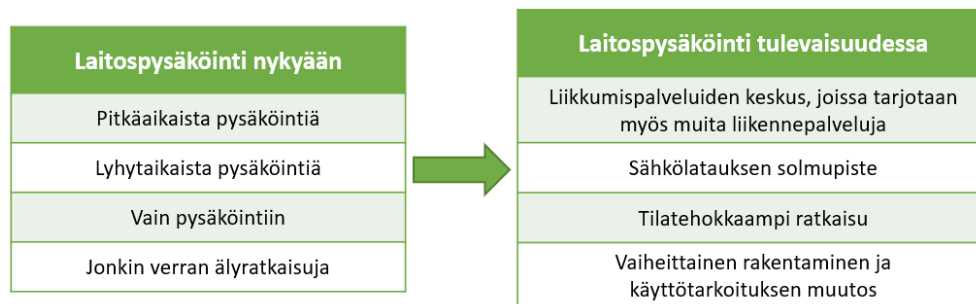 Laitospysäköinti nykyään
Pitkäaikaista pysäköintiä
Lyhytaikaista pysäköintiä
Vain pysäköintiin
Jonkin verran älyratkaisuja
Laitospysäköinti tulevaisuudessa
Liikkumispalveluiden keskus, joissa tarjotaan
myös muita liikennepalveluja
Sähkölatauksen solmupiste
Tilatehokkaampi ratkaisu
Vaiheittainen rakentaminen ja
käyttötarkoituksen muutos